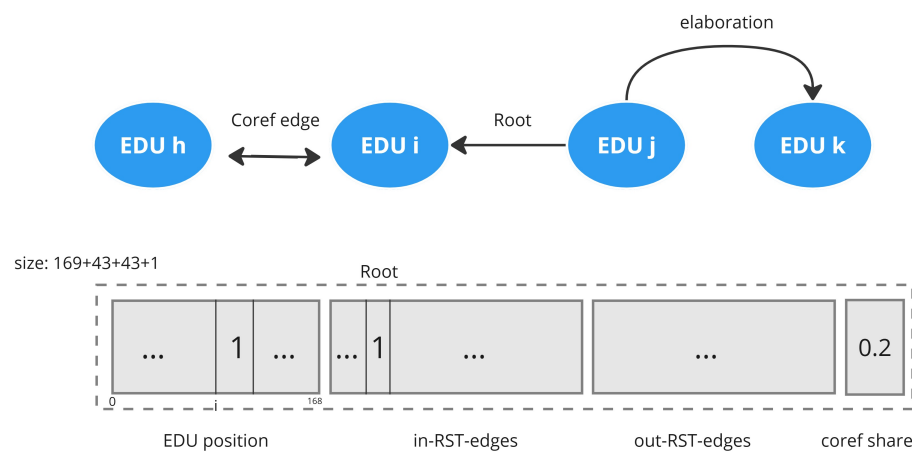 elaboration
Coref edge
Root
EDU h
EDU i
EDU j
EDU k
size: 169+43+43+1
Root
... 1 ... ... 1 ... ... 0.2
0 i 168
EDU position in-RST-edges out-RST-edges coref share